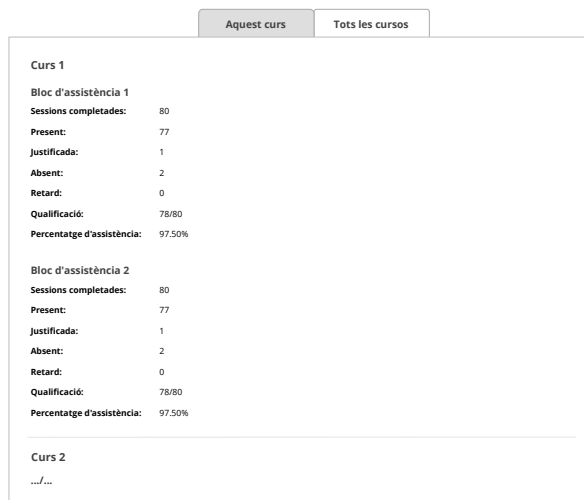 Aquest curs Tots les cursos
Curs 1
Bloc d'assistència 1
Sessions completades: 80
Present: 77
Justificada: 1
Absent: 2
Retard: 0
Qualificació: 78/80
Percentatge d'assistència: 97.50%
Bloc d'assistència 2
Sessions completades: 80
Present: 77
Justificada: 1
Absent: 2
Retard: 0
Qualificació: 78/80
Percentatge d'assistència: 97.50%
Curs 2
.../...